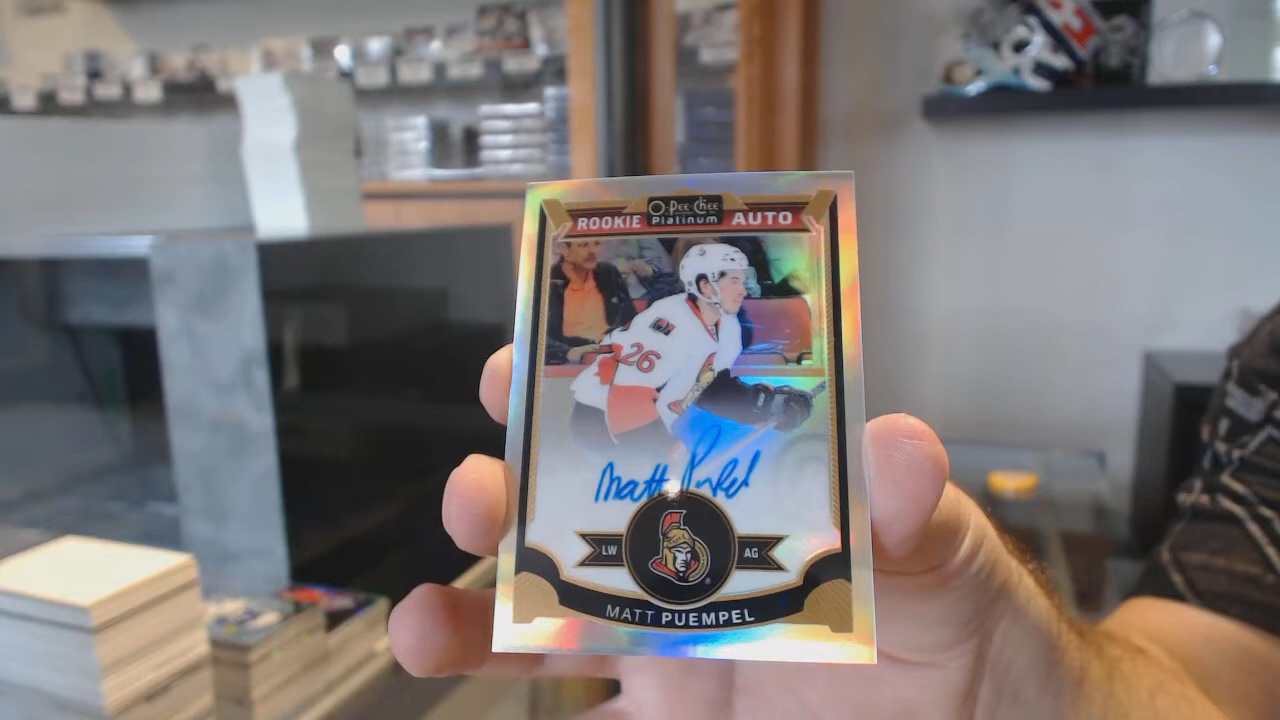 ROOKIE O-Pee-Chee Platinum AUTO
26
Matt Puempel
LW AG
MATT PUEMPEL